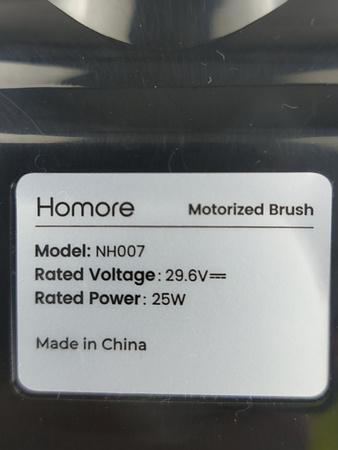 Homore Motorized Brush
Model: NH007
Rated Voltage: 29.6V⎓
Rated Power: 25W
Made in China